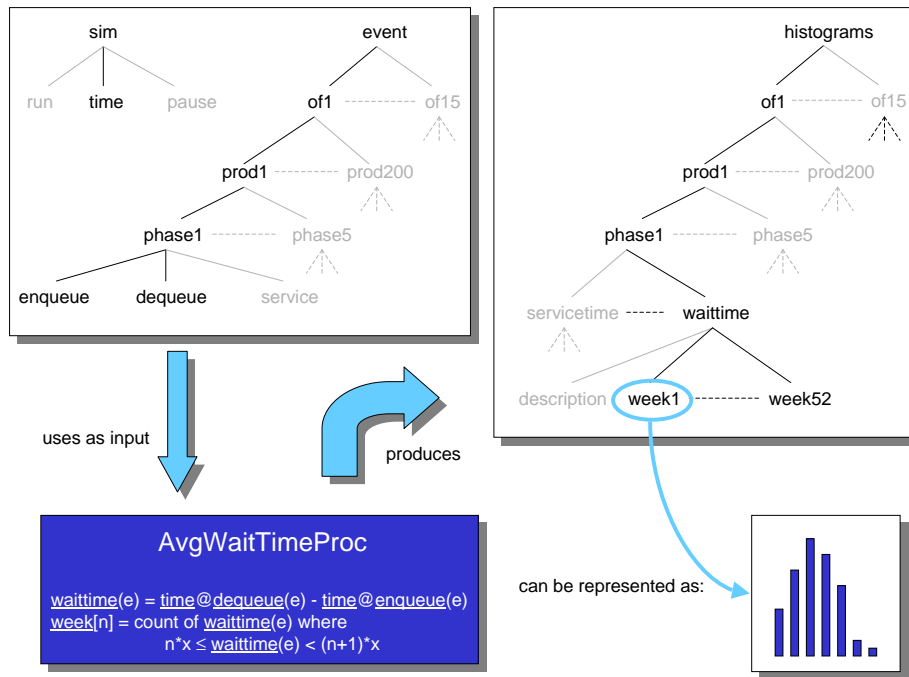 sim
event
run
time
pause
of1
of15
prod1
prod200
phase1
phase5
enqueue
dequeue
service
histograms
of1
of15
prod1
prod200
phase1
phase5
servicetime
waittime
description
week1
week52
uses as input
produces
AvgWaitTimeProc
waittime(e) = time@dequeue(e) - time@enqueue(e)
week[n] = count of waittime(e) where
n*x ≤ waittime(e) < (n+1)*x
can be represented as: